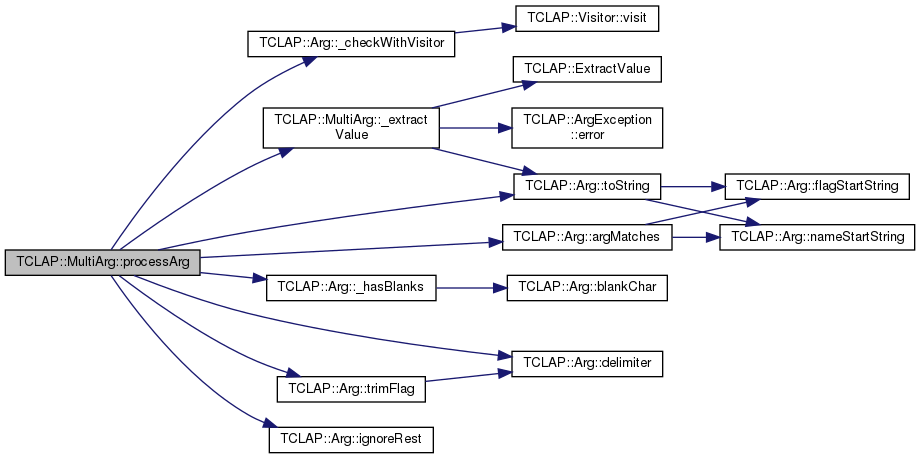 TCLAP::Visitor::visit
TCLAP::Arg::_checkWithVisitor
TCLAP::ExtractValue
TCLAP::MultiArg::_extract
Value
TCLAP::ArgException
::error
TCLAP::Arg::toString
TCLAP::Arg::flagStartString
TCLAP::Arg::argMatches
TCLAP::Arg::nameStartString
TCLAP::MultiArg::processArg
TCLAP::Arg::_hasBlanks
TCLAP::Arg::blankChar
TCLAP::Arg::delimiter
TCLAP::Arg::trimFlag
TCLAP::Arg::ignoreRest